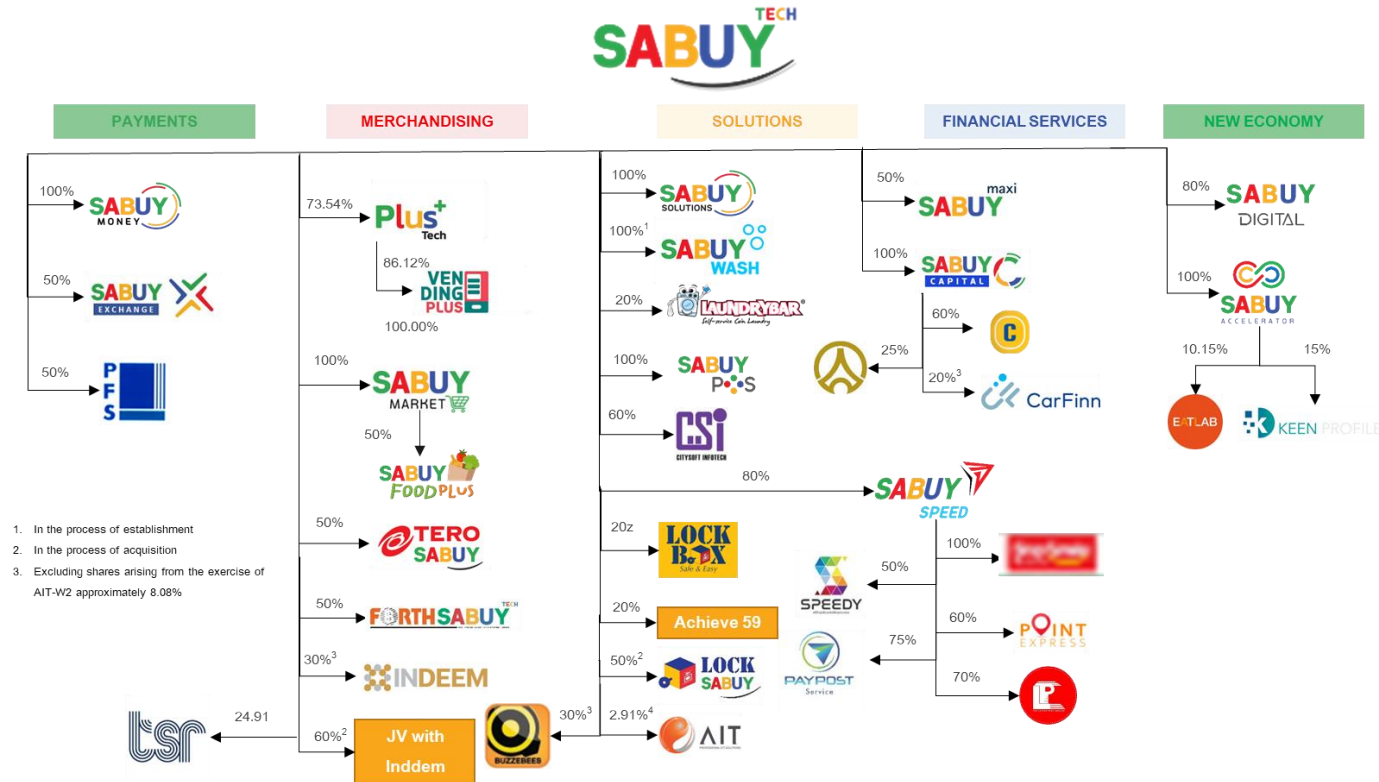 SABUY TECH
PAYMENTS
MERCHANDISING
SOLUTIONS
FINANCIAL SERVICES
NEW ECONOMY
100%
SABUY
MONEY
50%
SABUY
EXCHANGE
50%
PFS
1. In the process of establishment
2. In the process of acquisition
3. Excluding shares arising from the exercise of
AIT-W2 approximately 8.08%
73.54%
Plus+
Tech
86.12%
VEN
DING
PLUS
100.00%
100%
SABUY
MARKET
50%
SABUY
FOODPLUS
50%
TERO
SABUY
50%
FORTHSABUY TECH
30%3
INDEEM
24.91
tsr
60%2
JV with
Inddem
100%
SABUY
SOLUTIONS
100%1
SABUY
WASH
20%
LAUNDRYBAR®
Self-service Coin Laundry
100%
SABUY
POS
60%
CSi
CITYSOFT INFOTECH
80%
SABUY
SPEED
20z
LOCK
BOX
Safe & Easy
20%
Achieve 59
50%2
LOCK
SABUY
30%3
BUZZEBEES
2.91%4
AIT
50%
SABUY maxi
100%
SABUY
CAPITAL
60%
C
25%
20%3
CarFinn
100%
50%
SPEEDY
60%
POINT
EXPRESS
75%
PAYPOST
Service
70%
80%
SABUY
DIGITAL
100%
SABUY
ACCELERATOR
10.15%
EATLAB
15%
KEEN PROFILE